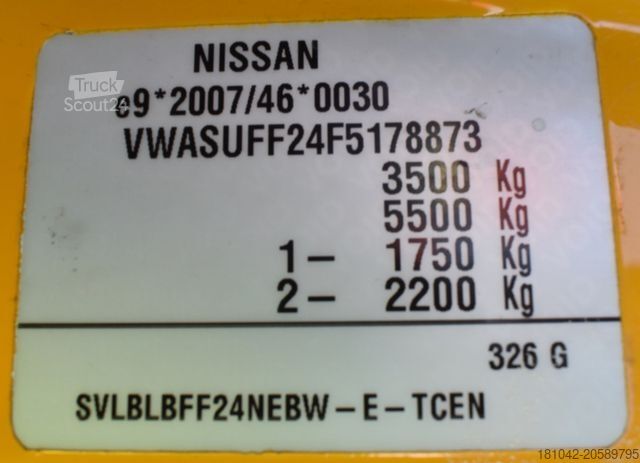 NISSAN
Truck
Scout24
e9*2007/46*0030
VWASUFF24F5178873
3500 Kg
5500 Kg
1- 1750 Kg
2- 2200 Kg
326 G
SVLBLBFF24NEBW-E-TCEN
181042-20589795